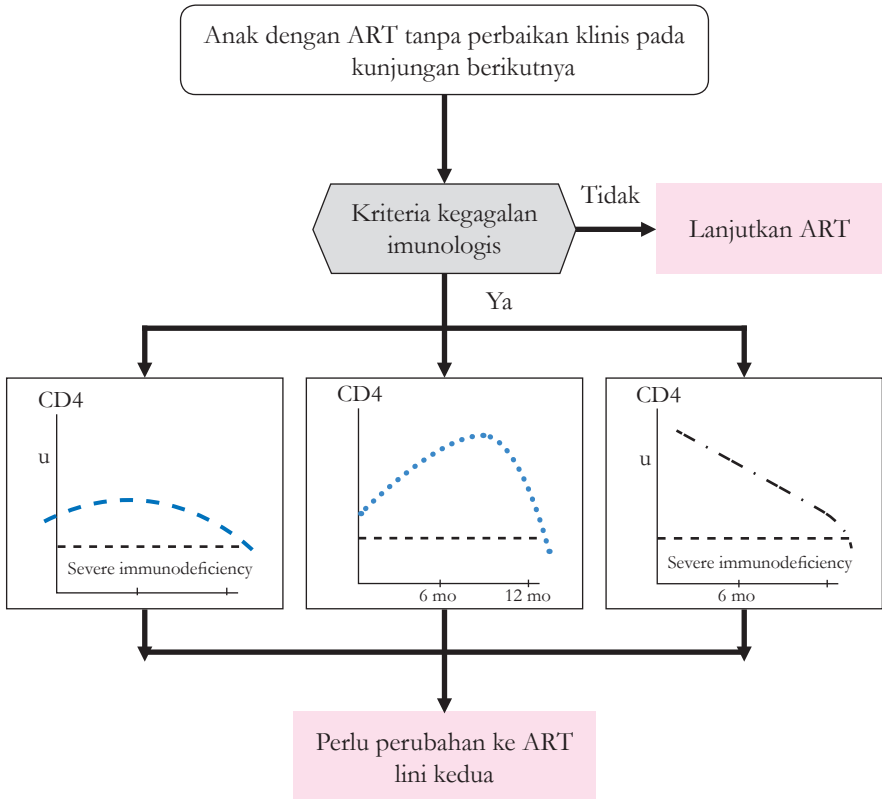 Anak dengan ART tanpa perbaikan klinis pada
kunjungan berikutnya
Kriteria kegagalan
imunologis
Tidak
Lanjutkan ART
Ya
CD4
u
Severe immunodeficiency
CD4
6 mo
12 mo
CD4
u
Severe immunodeficiency
6 mo
Perlu perubahan ke ART
lini kedua